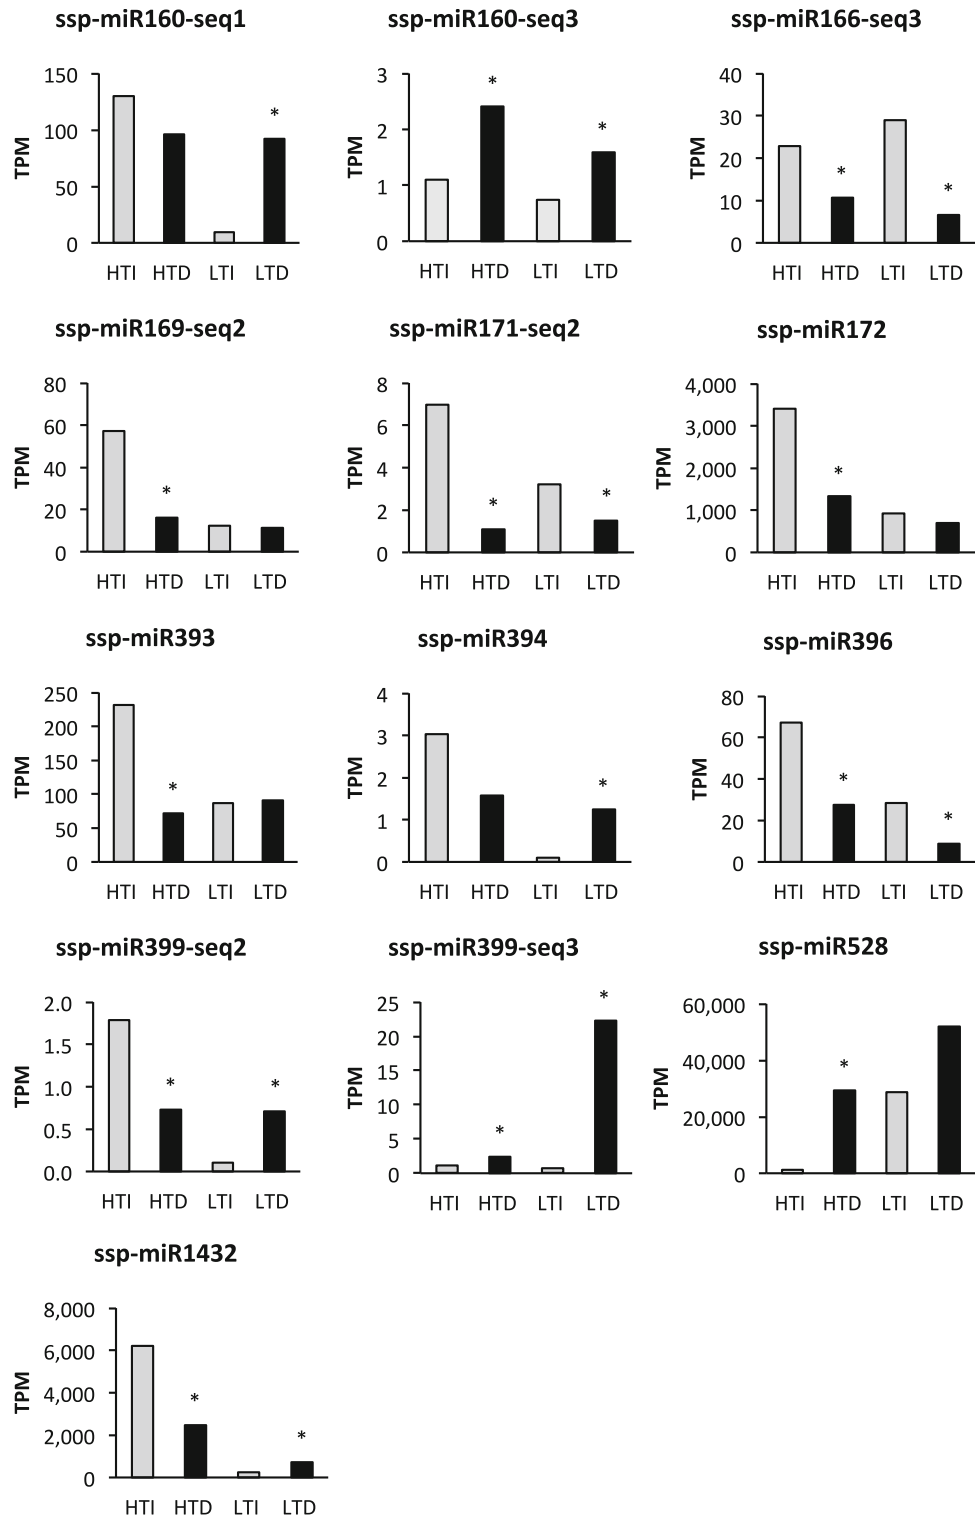 ssp-miR160-seq1
150
100
50
0
TPM
*
HTI HTD LTI LTD
ssp-miR160-seq3
3
2
1
0
TPM
*
*
HTI HTD LTI LTD
ssp-miR166-seq3
40
30
20
10
0
TPM
*
*
HTI HTD LTI LTD
ssp-miR169-seq2
80
60
40
20
0
TPM
*
HTI HTD LTI LTD
ssp-miR171-seq2
8
6
4
2
0
TPM
*
*
HTI HTD LTI LTD
ssp-miR172
4,000
3,000
2,000
1,000
0
TPM
*
HTI HTD LTI LTD
ssp-miR393
250
200
150
100
50
0
TPM
*
HTI HTD LTI LTD
ssp-miR394
4
3
2
1
0
TPM
*
HTI HTD LTI LTD
ssp-miR396
80
60
40
20
0
TPM
*
*
HTI HTD LTI LTD
ssp-miR399-seq2
2.0
1.5
1.0
0.5
0.0
TPM
* *
HTI HTD LTI LTD
ssp-miR399-seq3
25
20
15
10
5
0
TPM
*
*
HTI HTD LTI LTD
ssp-miR528
60,000
40,000
20,000
0
TPM
*
HTI HTD LTI LTD
ssp-miR1432
8,000
6,000
4,000
2,000
0
TPM
*
*
HTI HTD LTI LTD